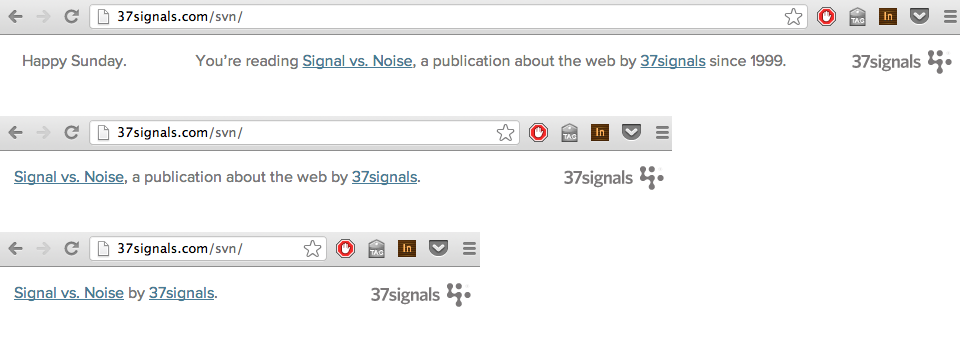 37signals.com/svn/
TAG
In
Happy Sunday. You’re reading Signal vs. Noise, a publication about the web by 37signals since 1999. 37signals
37signals.com/svn/
TAG
In
Signal vs. Noise, a publication about the web by 37signals. 37signals
37signals.com/svn/
TAG
In
Signal vs. Noise by 37signals. 37signals